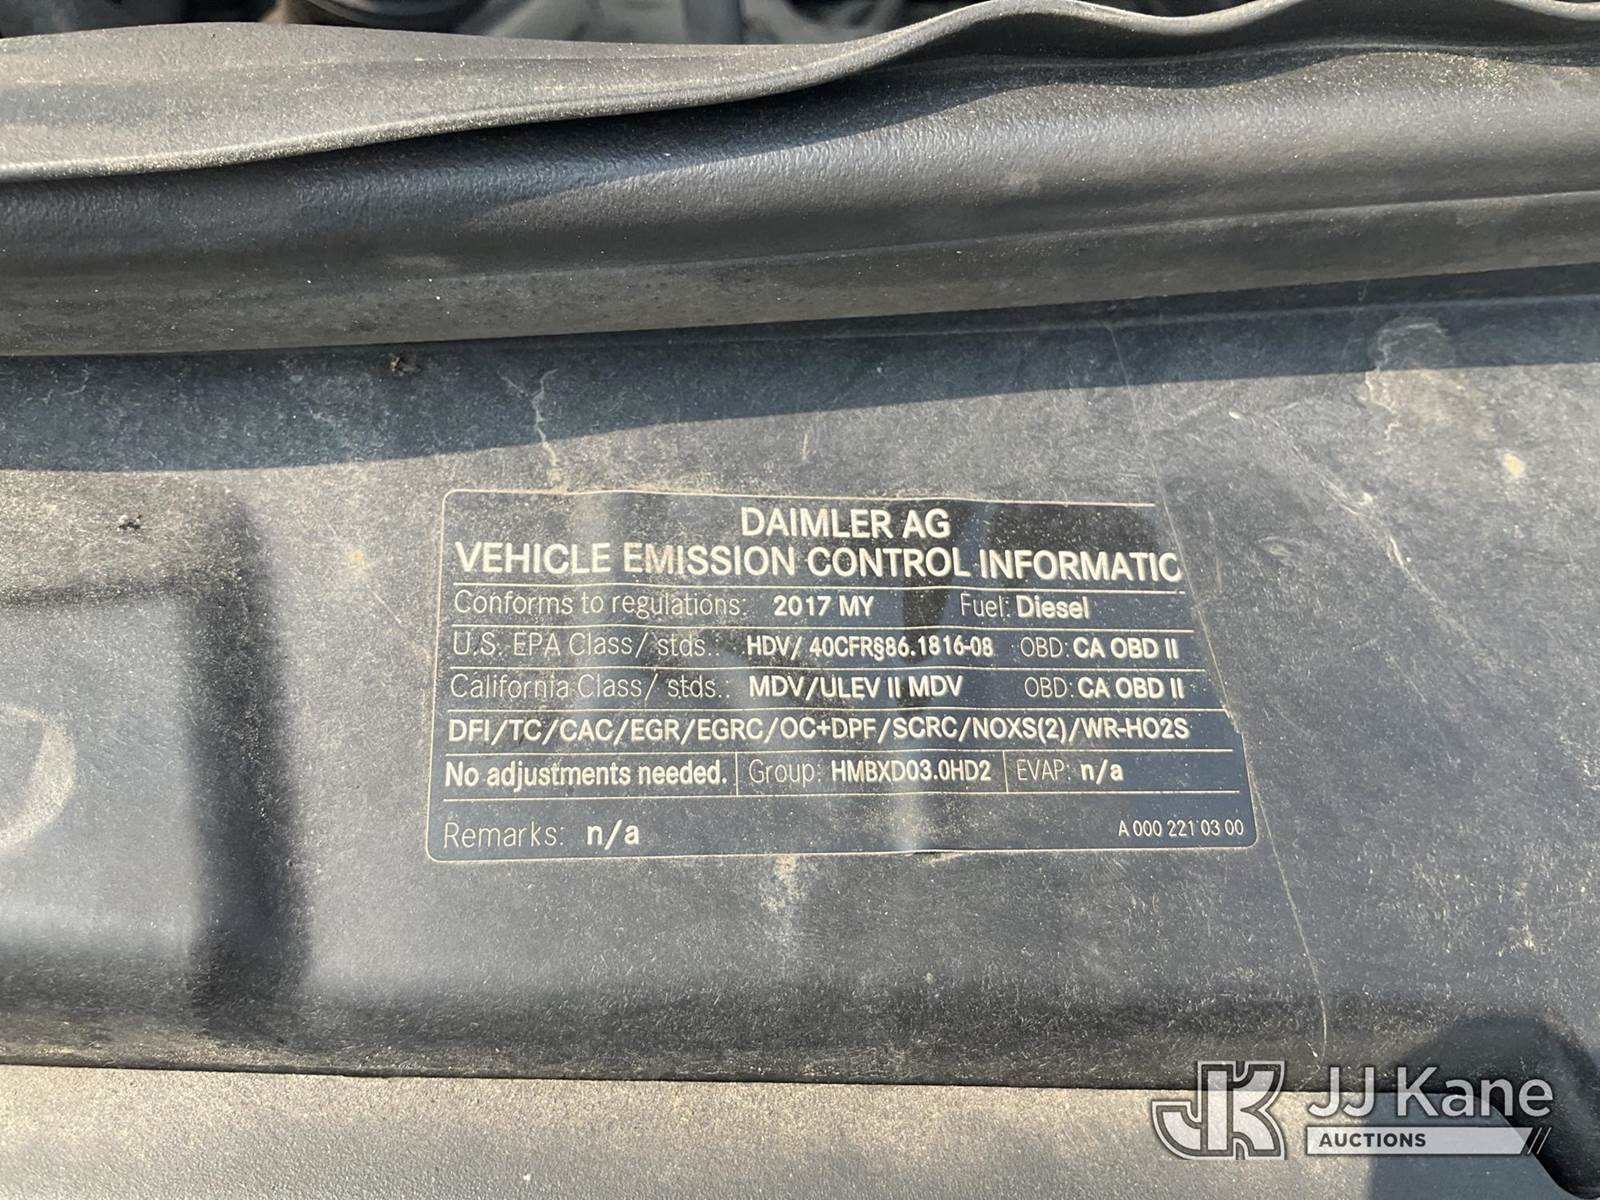 DAIMLER AG
VEHICLE EMISSION CONTROL INFORMATIO
Conforms to regulations: 2017 MY Fuel: Diesel
U.S. EPA Class/ stds.: HDV/ 40CFR§86.1816-08 OBD: CA OBD II
California Class/ stds.: MDV/ULEV II MDV OBD: CA OBD II
DFI/TC/CAC/EGR/EGRC/OC+DPF/SCRC/NOXS(2)/WR-HO2S
No adjustments needed. Group: HMBXD03.0HD2 EVAP: n/a
Remarks: n/a A 000 221 03 00
JK JJ Kane
AUCTIONS